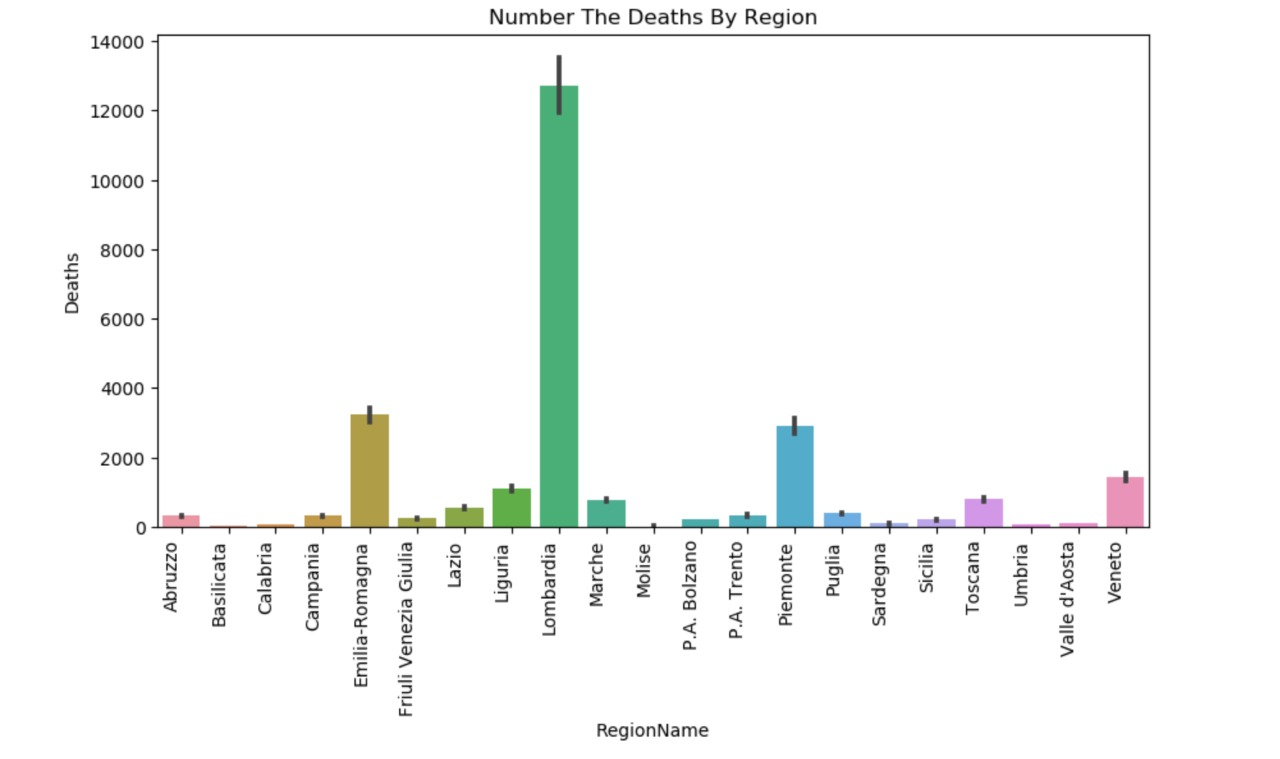 Number The Deaths By Region
14000
12000
10000
8000
6000
4000
2000
0
Deaths
Abruzzo
Basilicata
Calabria
Campania
Emilia-Romagna
Friuli Venezia Giulia
Lazio
Liguria
Lombardia
Marche
Molise
P.A. Bolzano
P.A. Trento
Piemonte
Puglia
Sardegna
Sicilia
Toscana
Umbria
Valle d'Aosta
Veneto
RegionName